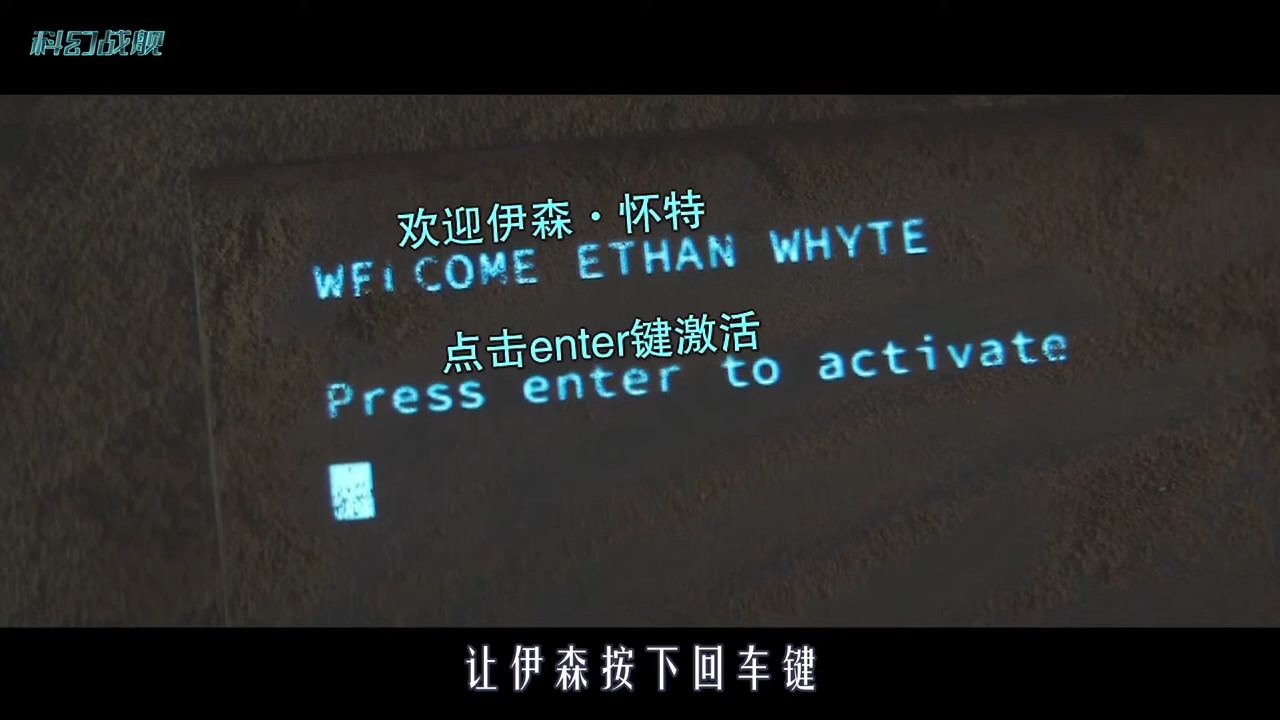 科幻战舰
欢迎伊森·怀特
WELCOME ETHAN WHYTE
点击enter键激活
Press enter to activate
让伊森按下回车键